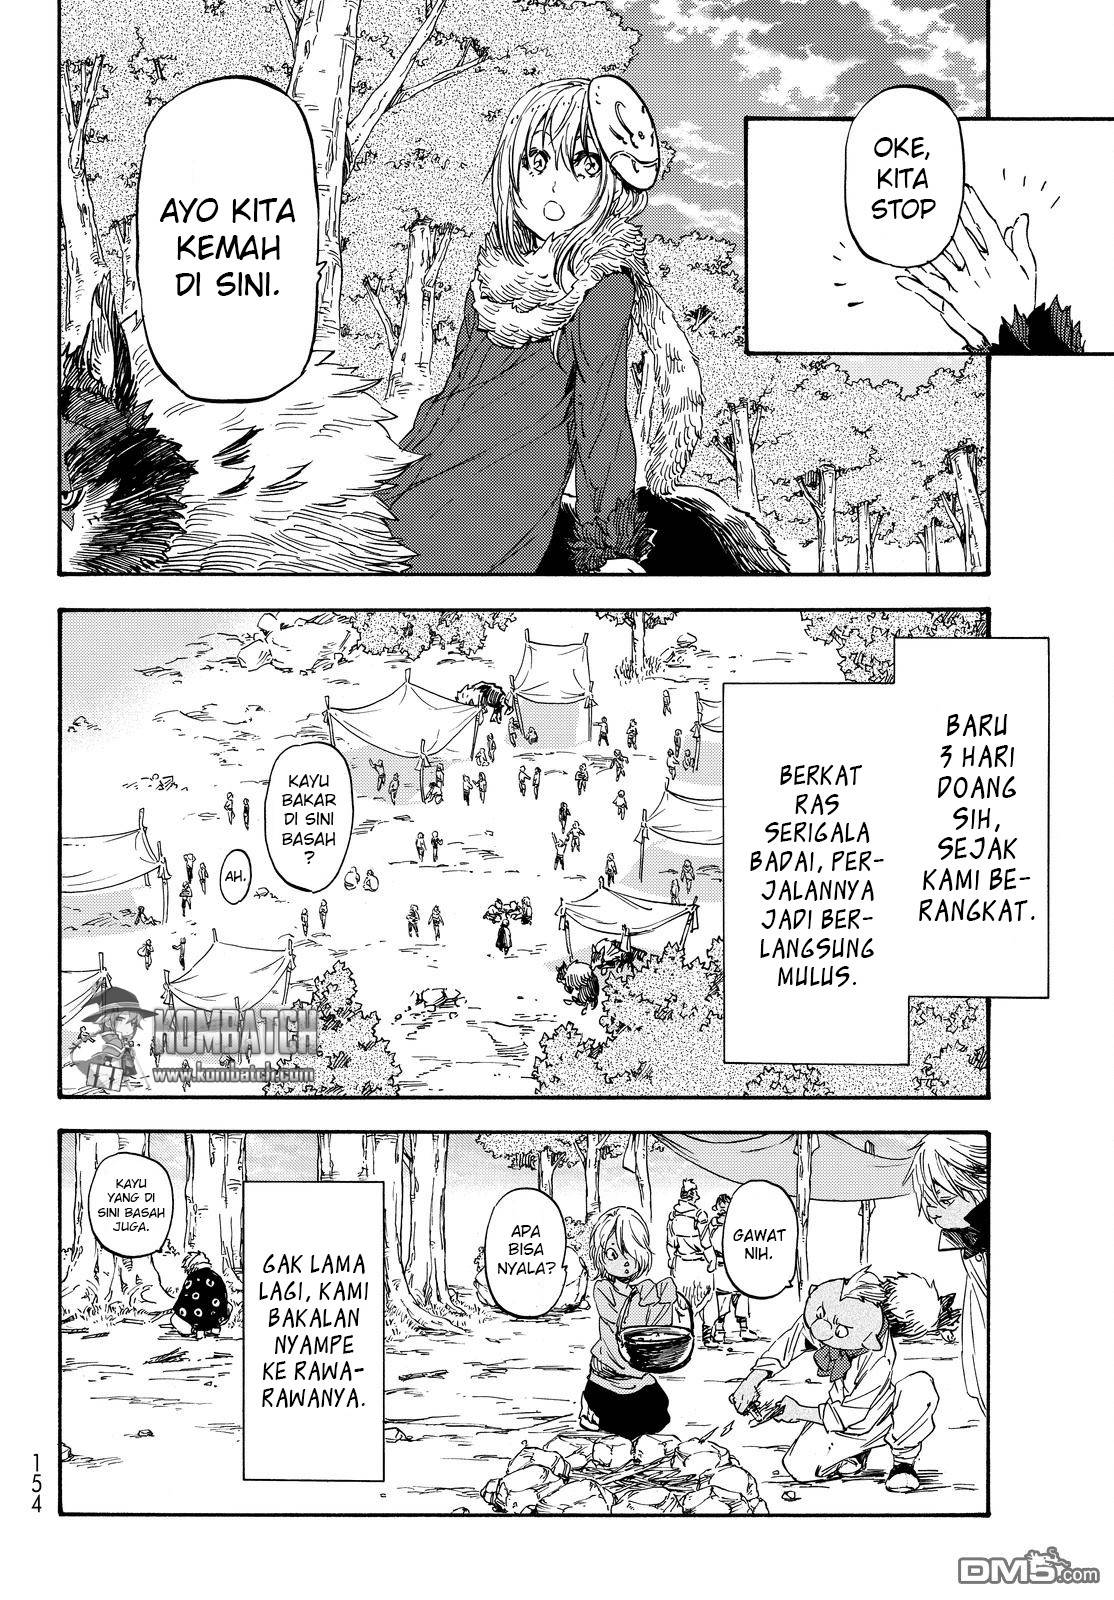 OKE,
KITA
STOP
AYO KITA
KEMAH
DI SINI.
BARU
3 HARI
DOANG
SIH,
SEJAK
KAMI BE-
RANGKAT.
BERKAT
RAS
SERIGALA
BADAI, PER-
JALANNYA
JADI BER-
LANGSUNG
MULUS.
KAYU
BAKAR
DI SINI
BASAH
?
AH.
KOMBATCH
www.kombatch.com
GAWAT
NIH.
APA
BISA
NYALA?
GAK LAMA
LAGI, KAMI
BAKALAN
NYAMPE
KE RAWA-
RAWANYA.
KAYU
YANG DI
SINI BASAH
JUGA.
154
DM5.com